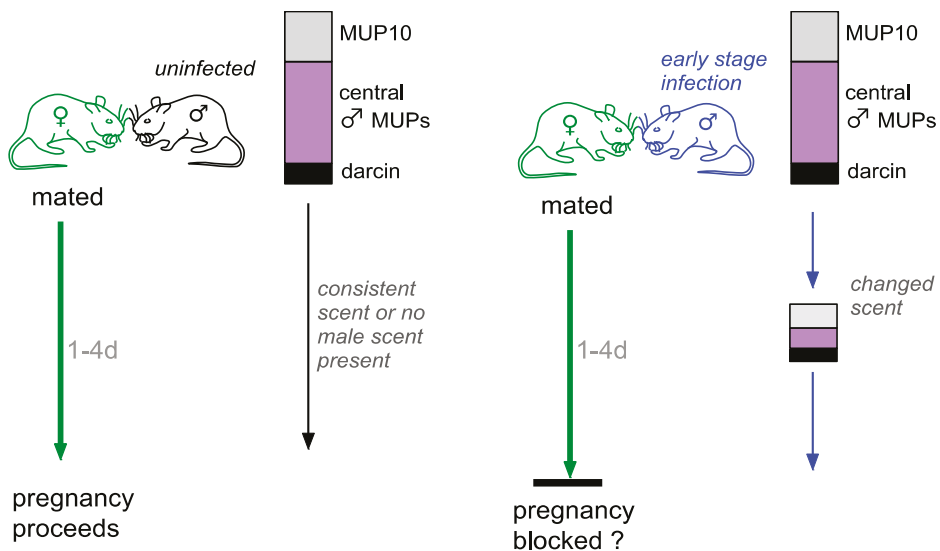 MUP10
uninfected
central
♂ MUPs
♀
♂
darcin
mated
consistent
scent or no
male scent
present
1-4d
pregnancy
proceeds
MUP10
early stage
infection
central
♂ MUPs
♀
♂
darcin
mated
changed
scent
1-4d
pregnancy
blocked ?